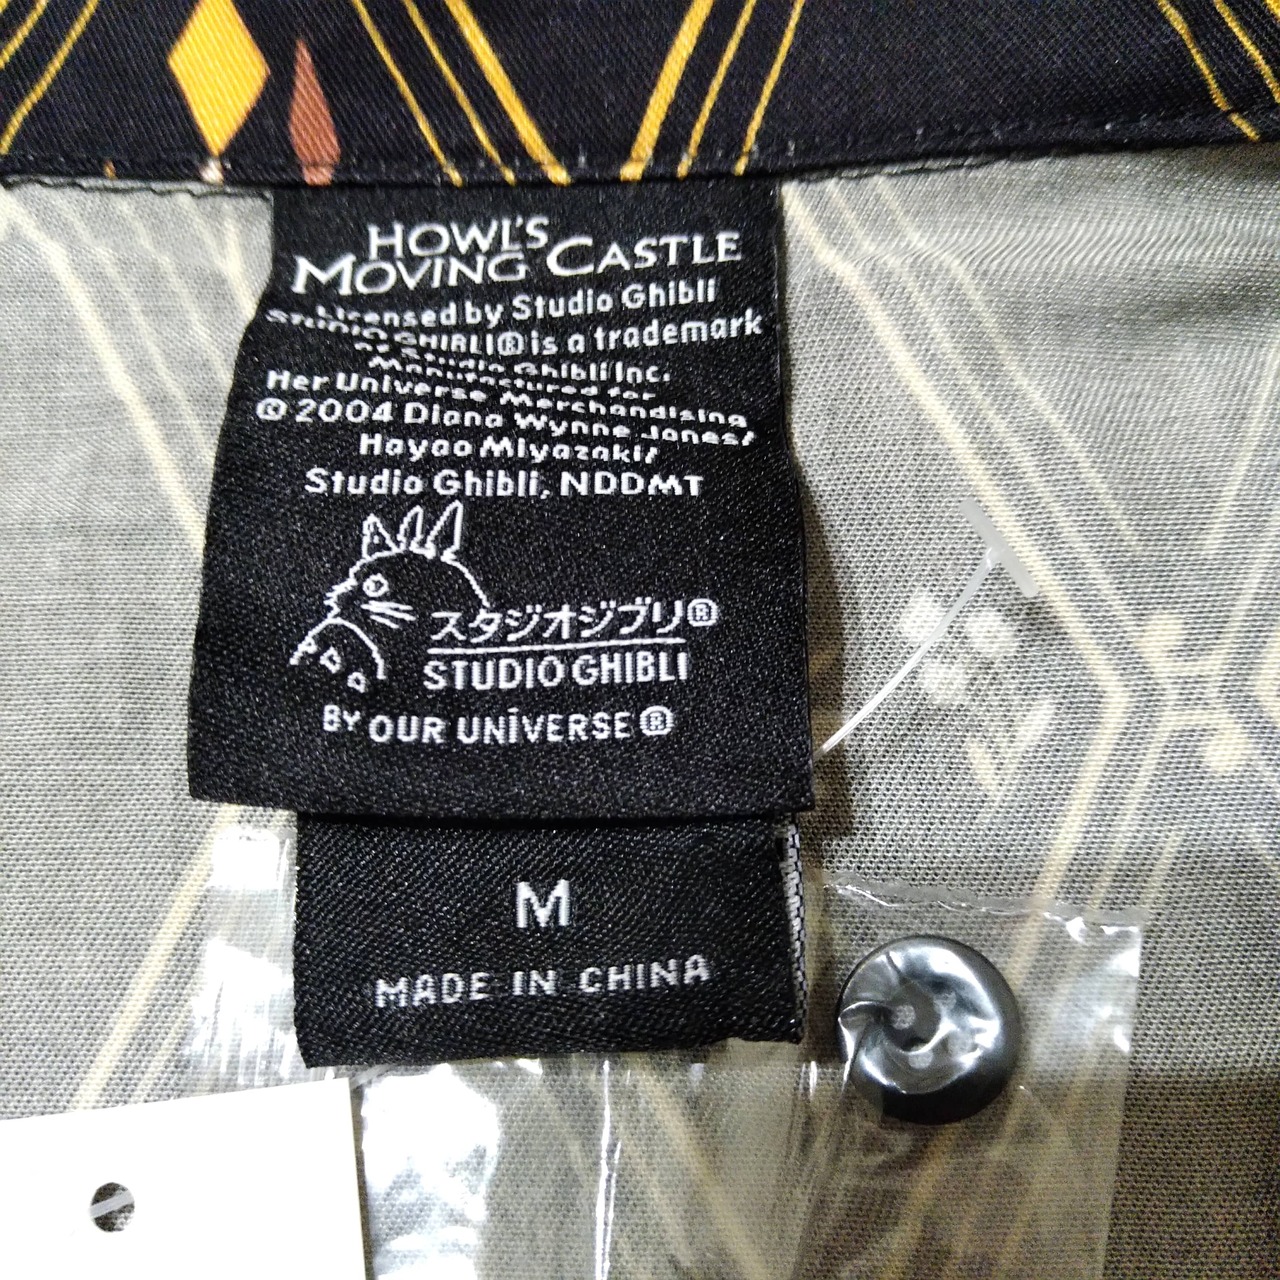 HOWL'S
MOVING CASTLE
Licensed by Studio Ghibli
STUDIO GHIBLI® is a trademark
of Studio Ghibli Inc.
Manufactured for
Her Universe Merchandising
© 2004 Diana Wynne Jones/
Hayao Miyazaki/
Studio Ghibli, NDDMT
スタジオジブリ®
STUDIO GHIBLI
BY OUR UNIVERSE ®
M
MADE IN CHINA